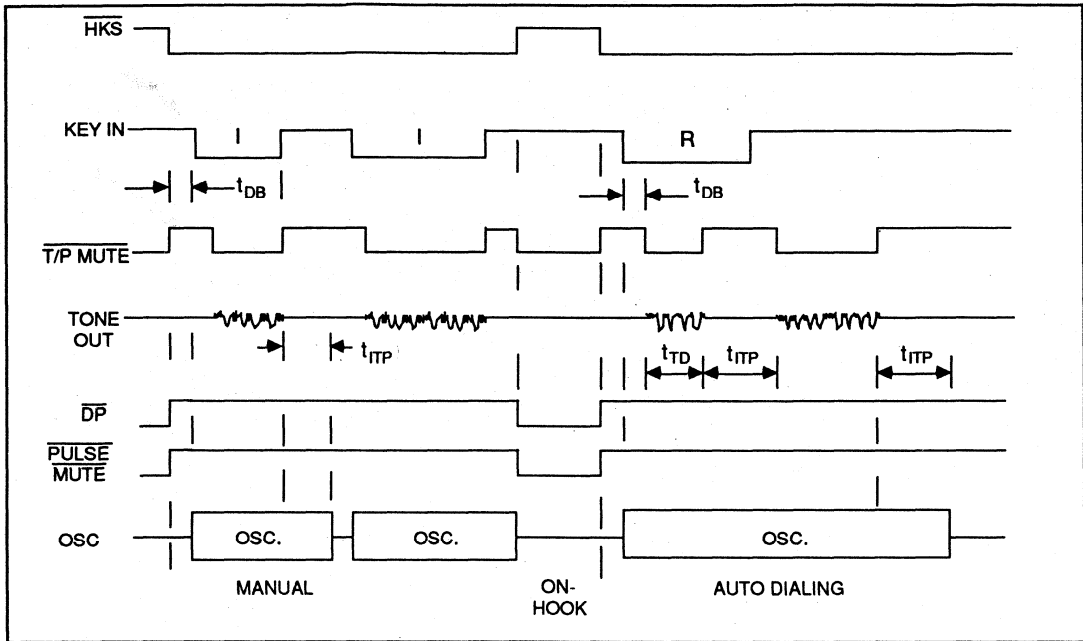 HKS
KEY IN
I
I
R
tDB
tDB
T/P MUTE
TONE
OUT
tITP
tTD
tITP
tITP
DP
PULSE
MUTE
OSC
OSC.
OSC.
OSC.
MANUAL
ON-
HOOK
AUTO DIALING